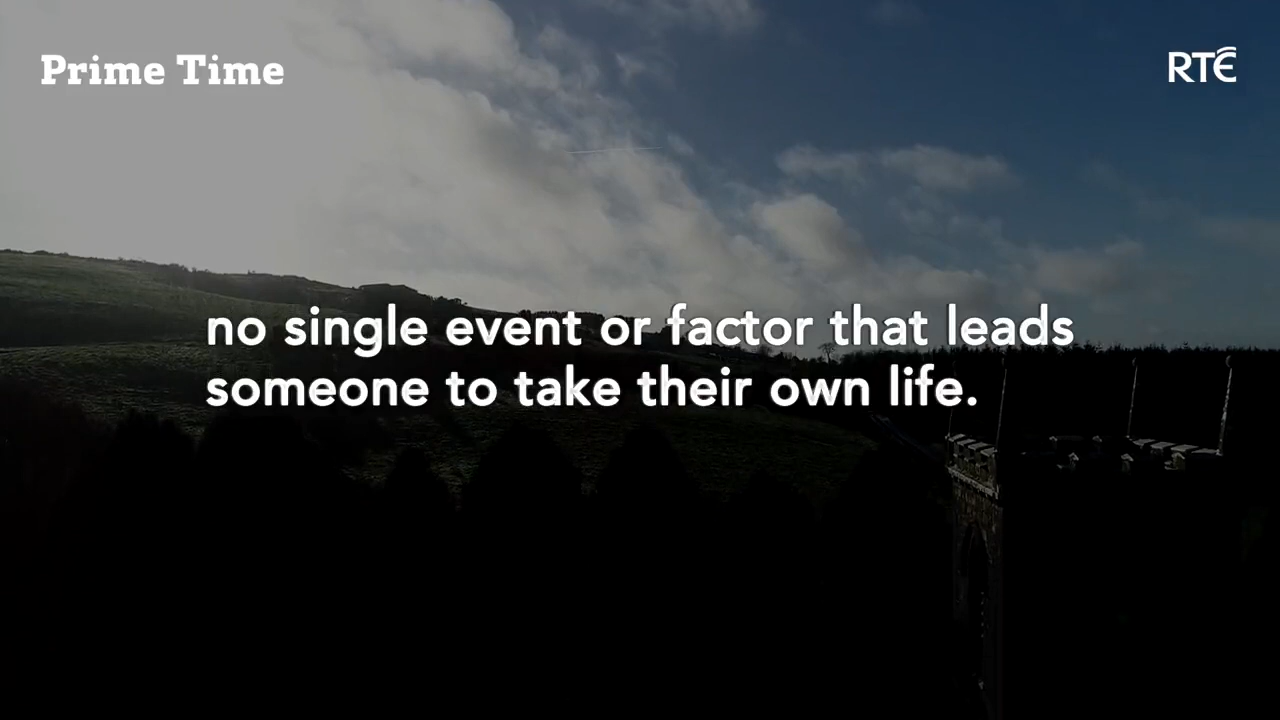 Prime Time
RTÉ
no single event or factor that leads
someone to take their own life.